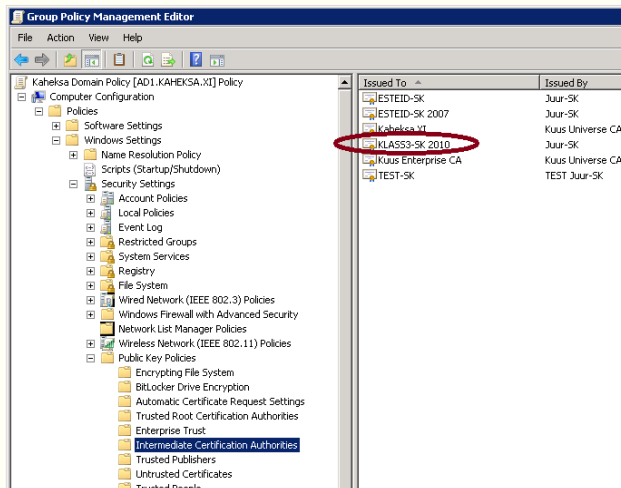 Group Policy Management Editor
File Action View Help
Kaheksa Domain Policy [AD1.KAHEKSA.XI] Policy
Computer Configuration
Policies
Software Settings
Windows Settings
Name Resolution Policy
Scripts (Startup/Shutdown)
Security Settings
Account Policies
Local Policies
Event Log
Restricted Groups
System Services
Registry
File System
Wired Network (IEEE 802.3) Policies
Windows Firewall with Advanced Security
Network List Manager Policies
Wireless Network (IEEE 802.11) Policies
Public Key Policies
Encrypting File System
BitLocker Drive Encryption
Automatic Certificate Request Settings
Trusted Root Certification Authorities
Enterprise Trust
Intermediate Certification Authorities
Trusted Publishers
Untrusted Certificates
Trusted People
Issued To Issued By
ESTEID-SK Juur-SK
ESTEID-SK 2007 Juur-SK
Kaheksa XI Kuus Universe CA
KLASS3-SK 2010 Juur-SK
Kuus Enterprise CA Kuus Universe CA
TEST-SK TEST Juur-SK